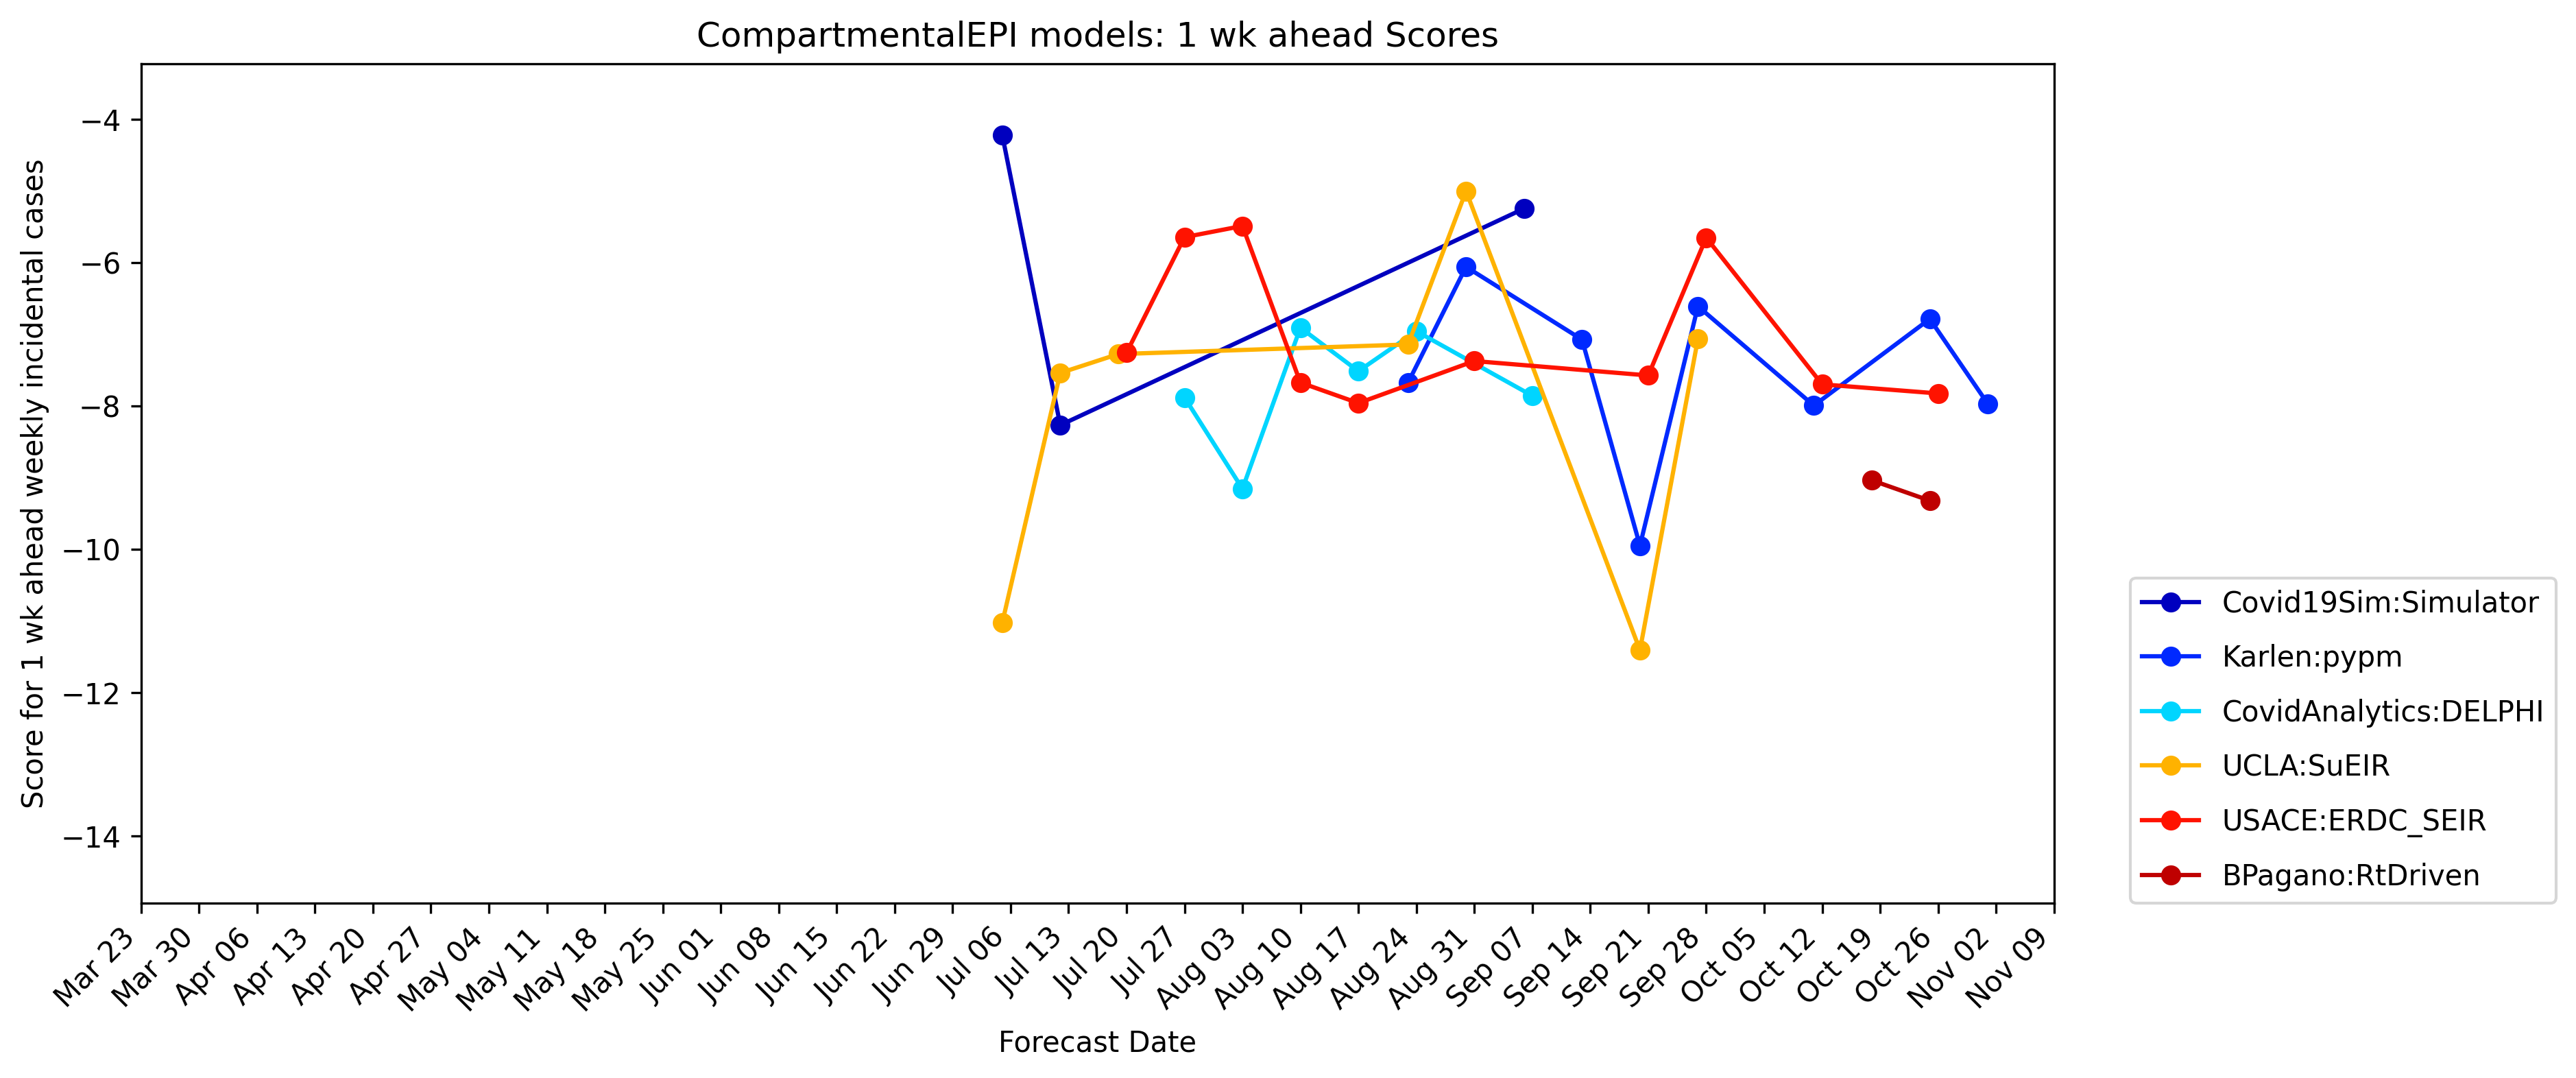 CompartmentalEPI models: 1 wk ahead Scores
Score for 1 wk ahead weekly incidental cases
−4
−6
−8
−10
−12
−14
Mar 23
Mar 30
Apr 06
Apr 13
Apr 20
Apr 27
May 04
May 11
May 18
May 25
Jun 01
Jun 08
Jun 15
Jun 22
Jun 29
Jul 06
Jul 13
Jul 20
Jul 27
Aug 03
Aug 10
Aug 17
Aug 24
Aug 31
Sep 07
Sep 14
Sep 21
Sep 28
Oct 05
Oct 12
Oct 19
Oct 26
Nov 02
Nov 09
Forecast Date
Covid19Sim:Simulator
Karlen:pypm
CovidAnalytics:DELPHI
UCLA:SuEIR
USACE:ERDC_SEIR
BPagano:RtDriven